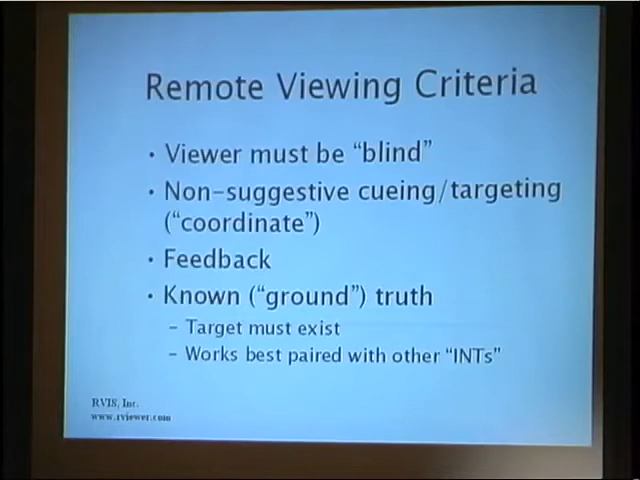 Remote Viewing Criteria
• Viewer must be “blind”
• Non-suggestive cueing/targeting
(“coordinate”)
• Feedback
• Known (“ground”) truth
– Target must exist
– Works best paired with other “INTs”
RVIS, Inc.
www.rviewer.com